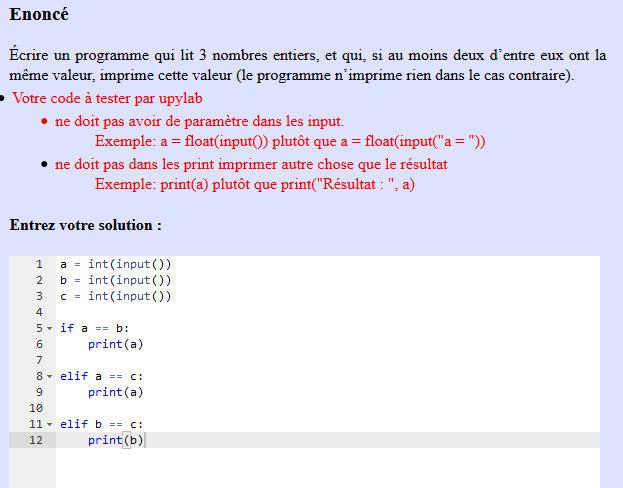 Enoncé
Écrire un programme qui lit 3 nombres entiers, et qui, si au moins deux d'entre eux ont la
même valeur, imprime cette valeur (le programme n'imprime rien dans le cas contraire).
• Votre code à tester par upylab
• ne doit pas avoir de paramètre dans les input.
Exemple: a = float(input()) plutôt que a = float(input("a = "))
• ne doit pas dans les print imprimer autre chose que le résultat
Exemple: print(a) plutôt que print("Résultat : ", a)
Entrez votre solution :
1 a = int(input())
2 b = int(input())
3 c = int(input())
4
5 if a == b:
6     print(a)
7
8 elif a == c:
9     print(a)
10
11 elif b == c:
12     print(b)